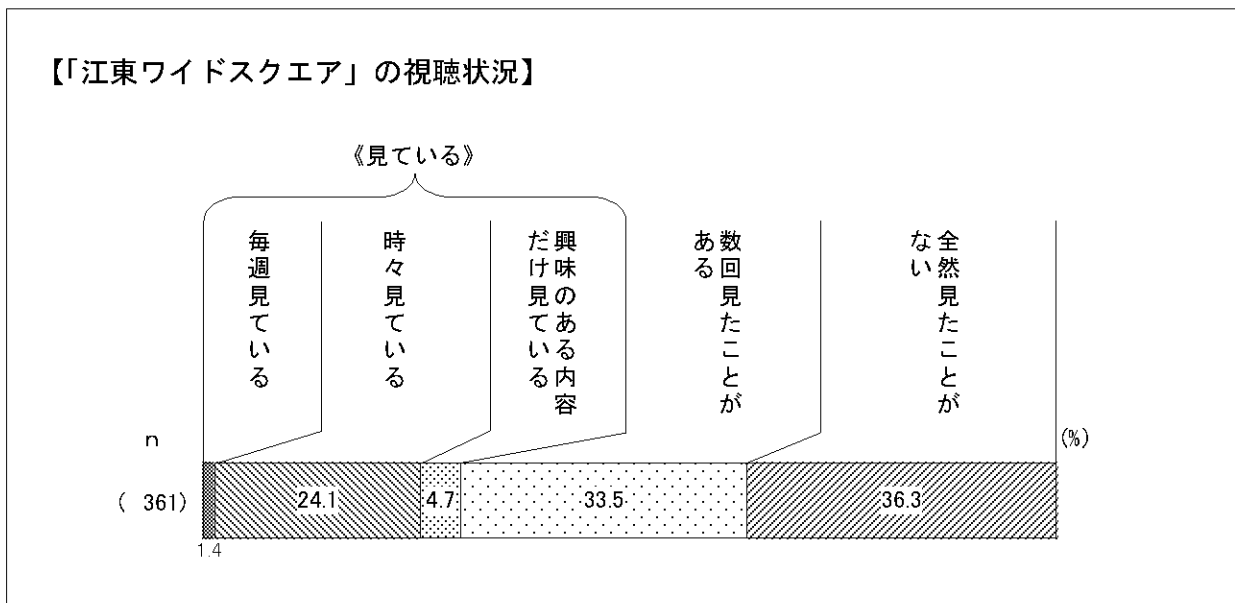 【「江東ワイドスクエア」の視聴状況】
《見ている》
毎週見ている
時々見ている
興味のある内容
だけ見ている
数回見たことが
ある
全然見たことが
ない
n
(%)
( 361)
24.1
4.7
33.5
36.3
1.4